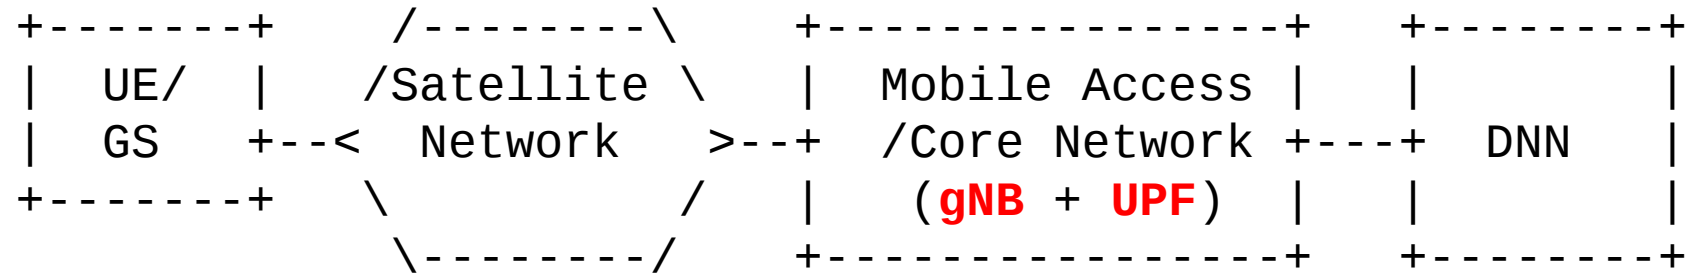 +-------+    /--------\    +----------------+   +--------+
|  UE/  |   /Satellite \   |  Mobile Access |   |        |
|  GS   +--<  Network   >--+  /Core Network +---+  DNN   |
+-------+   \          /   |   (gNB + UPF)  |   |        |
             \--------/    +----------------+   +--------+